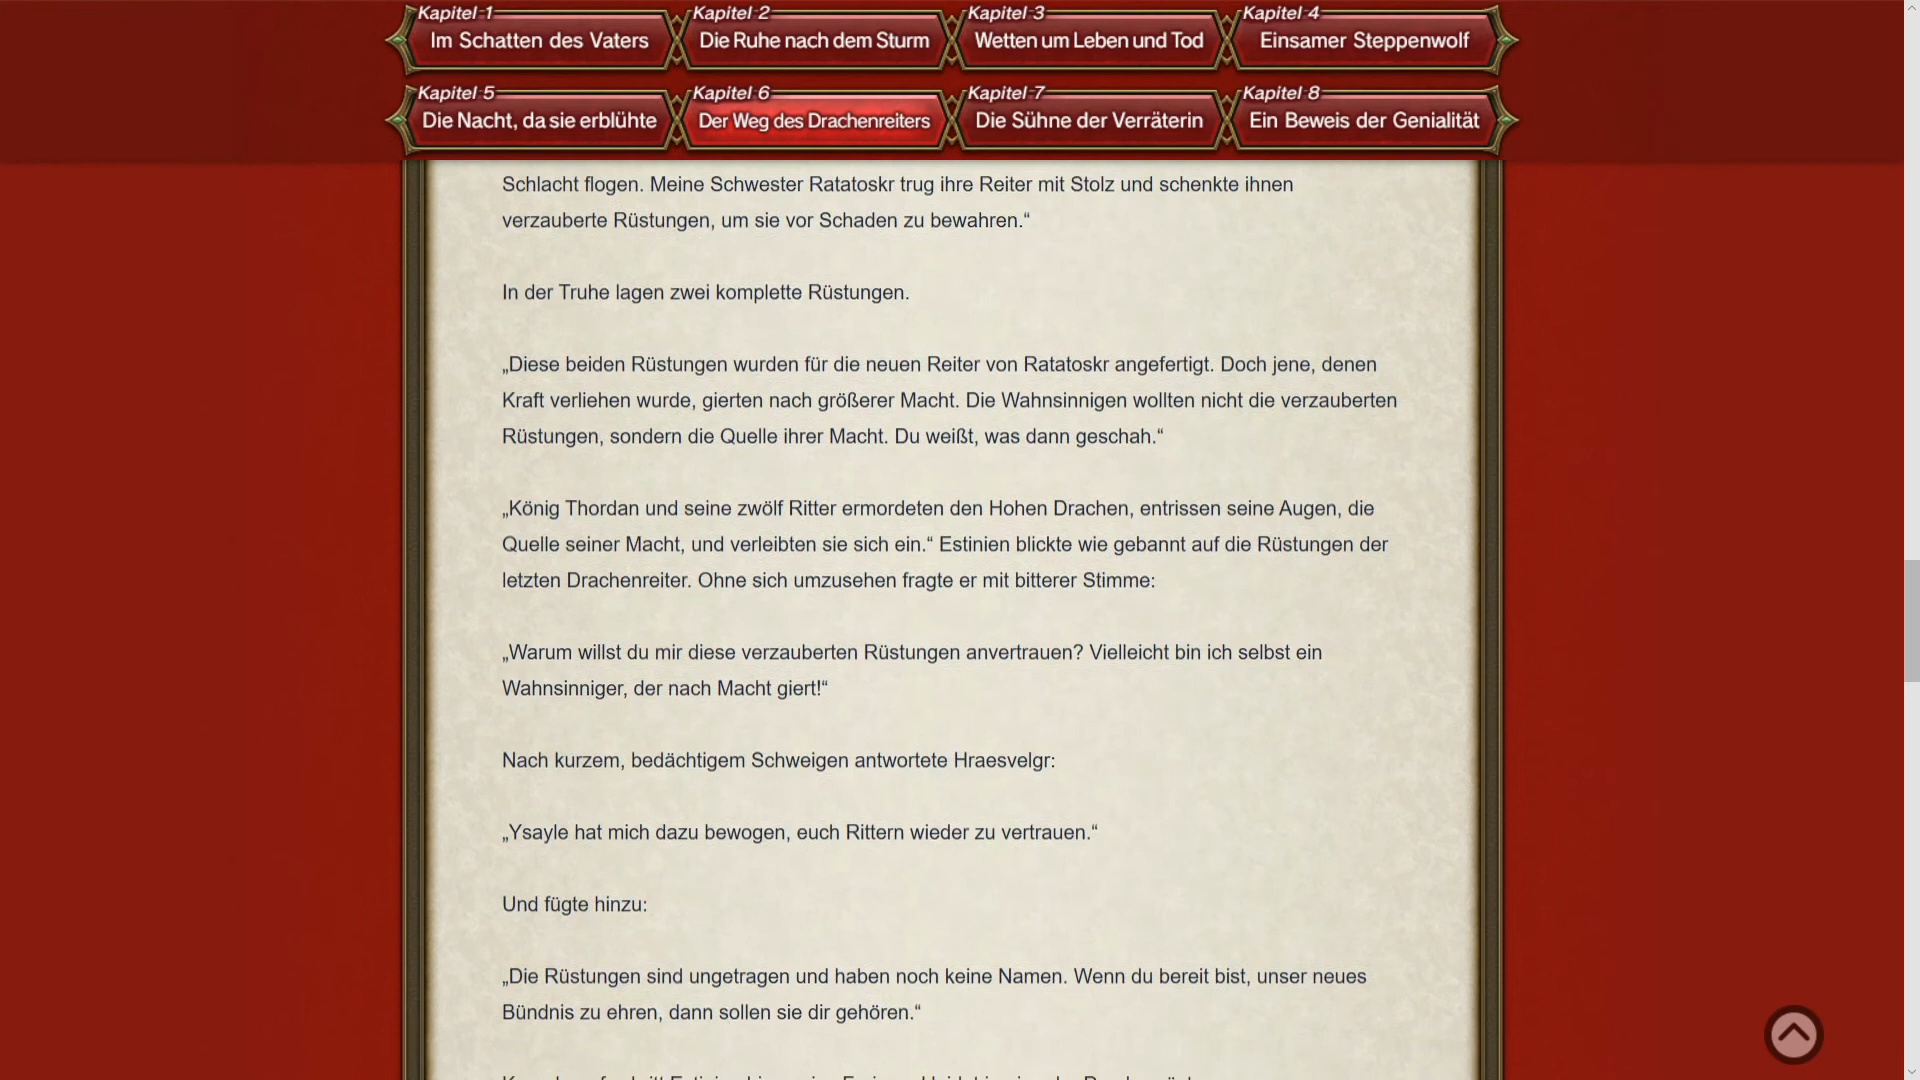 Kapitel 1
Im Schatten des Vaters
Kapitel 2
Die Ruhe nach dem Sturm
Kapitel 3
Wetten um Leben und Tod
Kapitel 4
Einsamer Steppenwolf
Kapitel 5
Die Nacht, da sie erblühte
Kapitel 6
Der Weg des Drachenreiters
Kapitel 7
Die Sühne der Verräterin
Kapitel 8
Ein Beweis der Genialität
Schlacht flogen. Meine Schwester Ratatoskr trug ihre Reiter mit Stolz und schenkte ihnen
verzauberte Rüstungen, um sie vor Schaden zu bewahren.“
In der Truhe lagen zwei komplette Rüstungen.
„Diese beiden Rüstungen wurden für die neuen Reiter von Ratatoskr angefertigt. Doch jene, denen
Kraft verliehen wurde, gierten nach größerer Macht. Die Wahnsinnigen wollten nicht die verzauberten
Rüstungen, sondern die Quelle ihrer Macht. Du weißt, was dann geschah.“
„König Thordan und seine zwölf Ritter ermordeten den Hohen Drachen, entrissen seine Augen, die
Quelle seiner Macht, und verleibten sie sich ein.“ Estinien blickte wie gebannt auf die Rüstungen der
letzten Drachenreiter. Ohne sich umzusehen fragte er mit bitterer Stimme:
„Warum willst du mir diese verzauberten Rüstungen anvertrauen? Vielleicht bin ich selbst ein
Wahnsinniger, der nach Macht giert!“
Nach kurzem, bedächtigem Schweigen antwortete Hraesvelgr:
„Ysayle hat mich dazu bewogen, euch Rittern wieder zu vertrauen.“
Und fügte hinzu:
„Die Rüstungen sind ungetragen und haben noch keine Namen. Wenn du bereit bist, unser neues
Bündnis zu ehren, dann sollen sie dir gehören.“